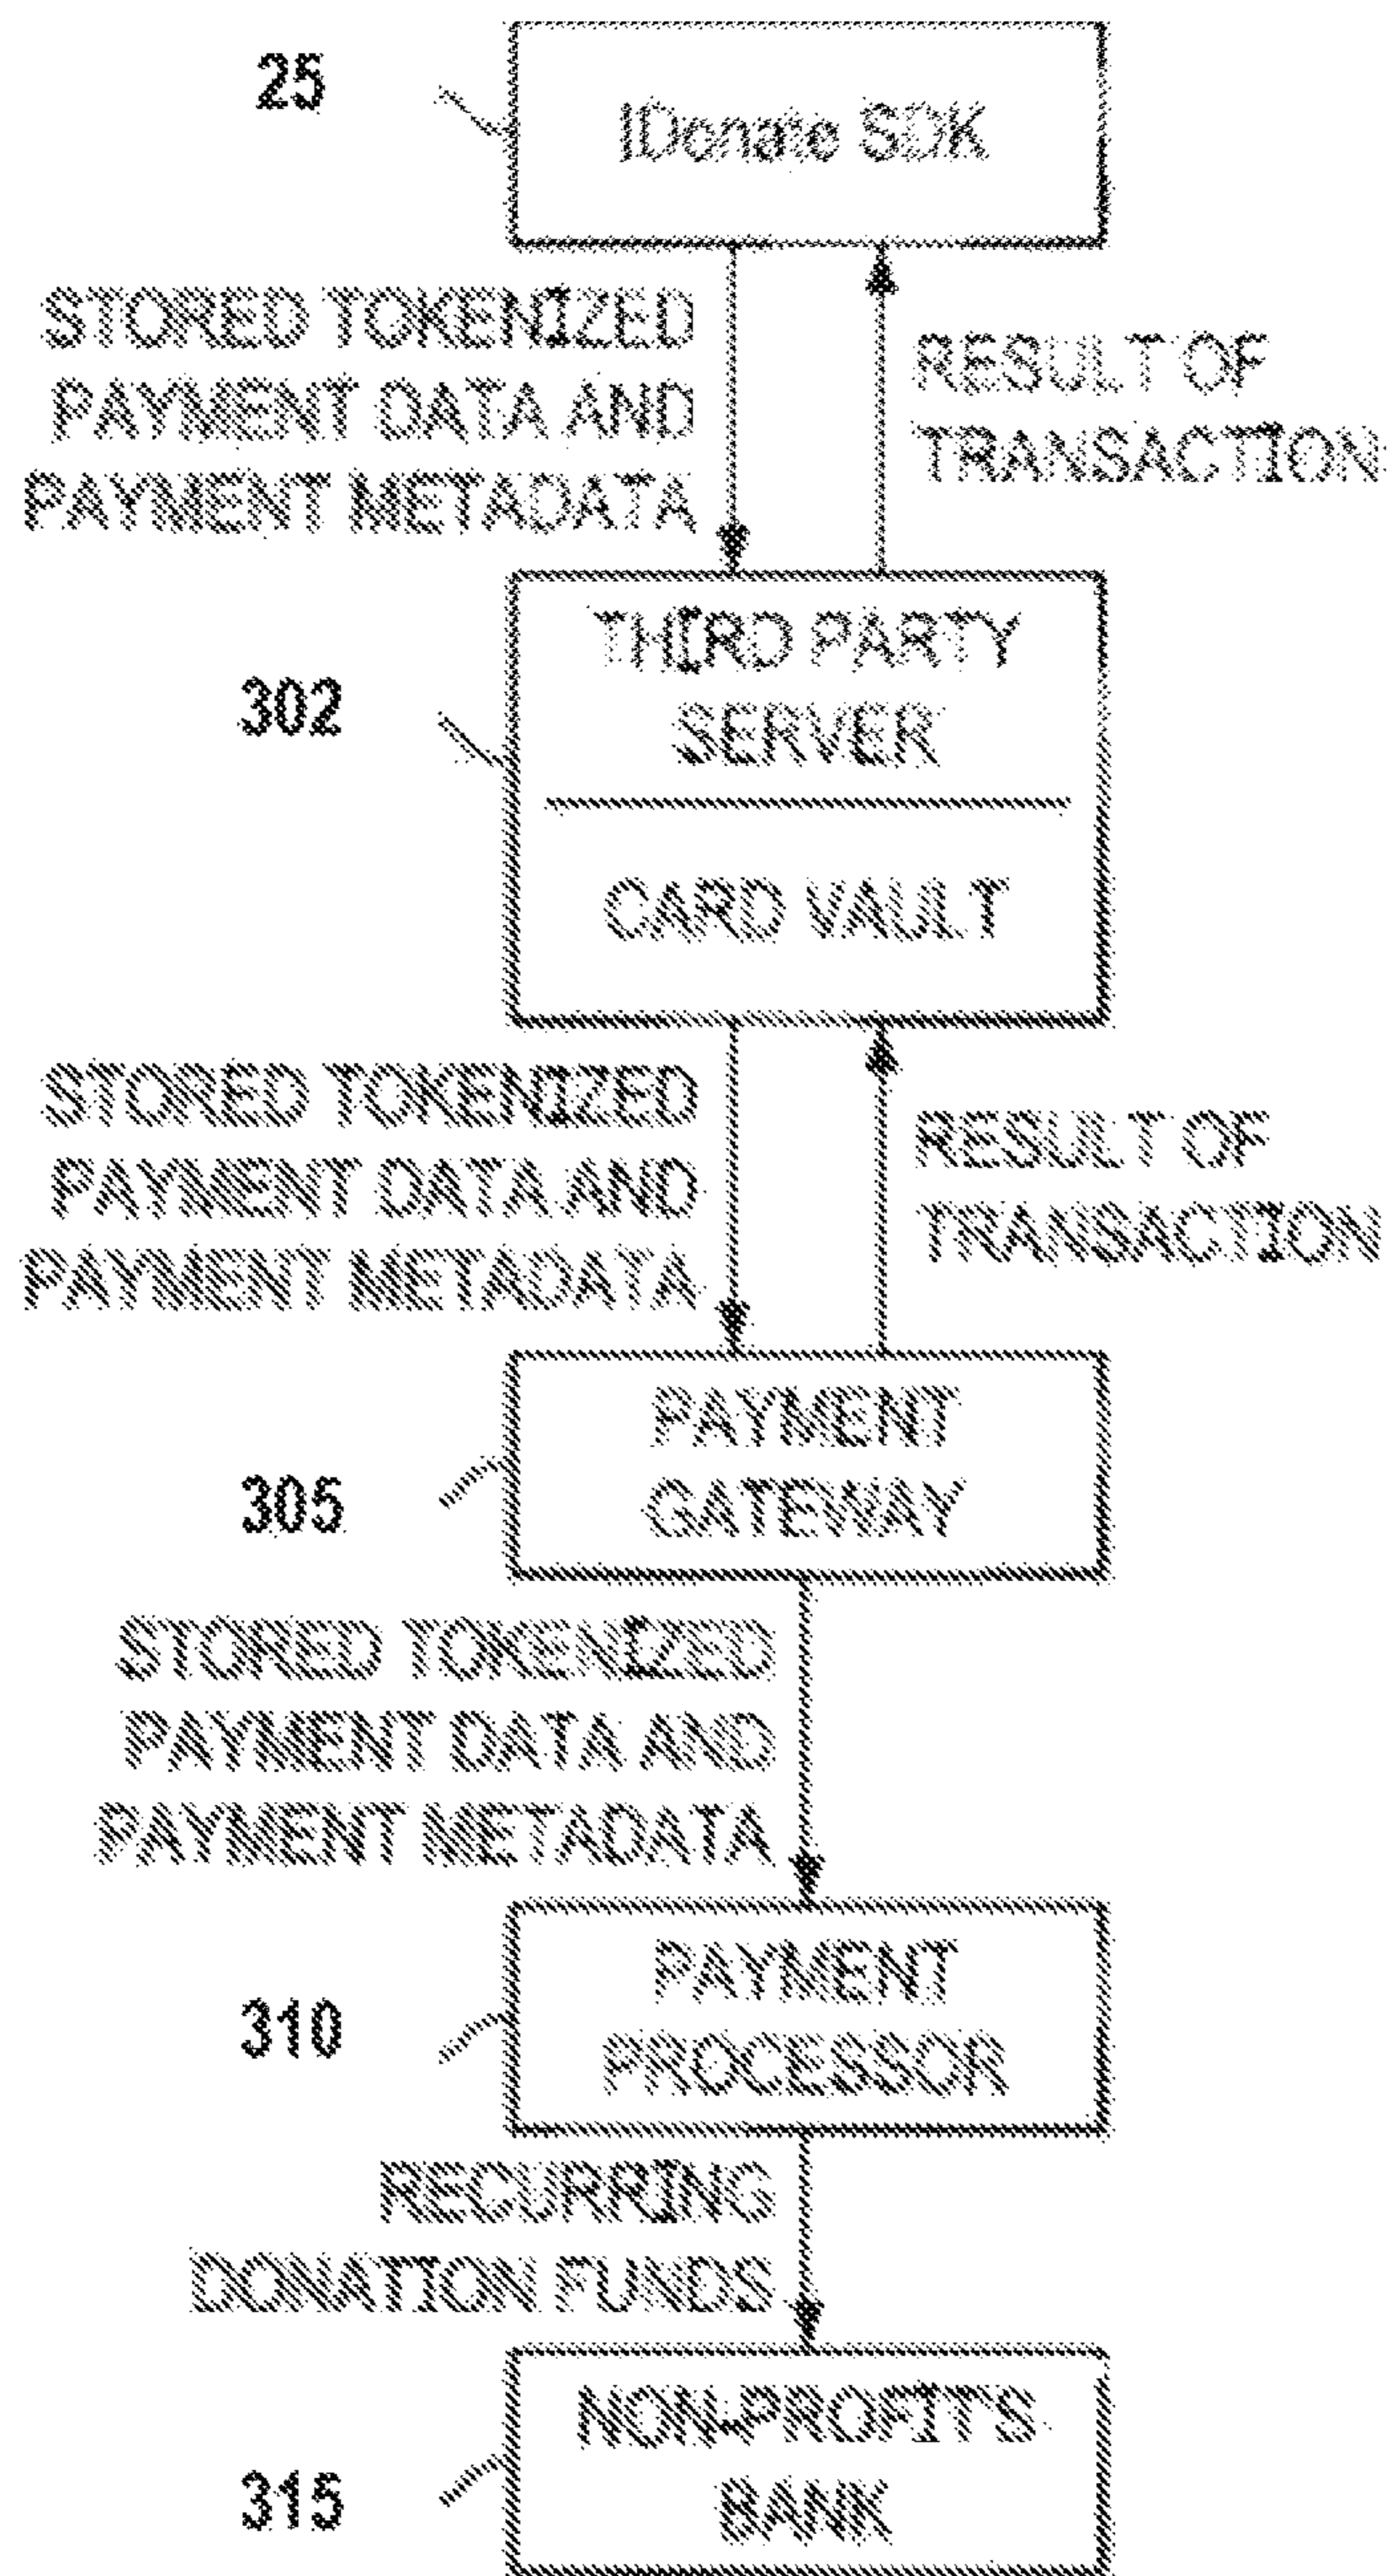 25
IDonate SDK
STORED TOKENIZED
PAYMENT DATA AND
PAYMENT METADATA
RESULT OF
TRANSACTION
302
THIRD PARTY
SERVER
CARD VAULT
STORED TOKENIZED
PAYMENT DATA AND
PAYMENT METADATA
RESULT OF
TRANSACTION
305
PAYMENT
GATEWAY
STORED TOKENIZED
PAYMENT DATA AND
PAYMENT METADATA
310
PAYMENT
PROCESSOR
RECURRING
DONATION FUNDS
315
NON-PROFIT'S
BANK